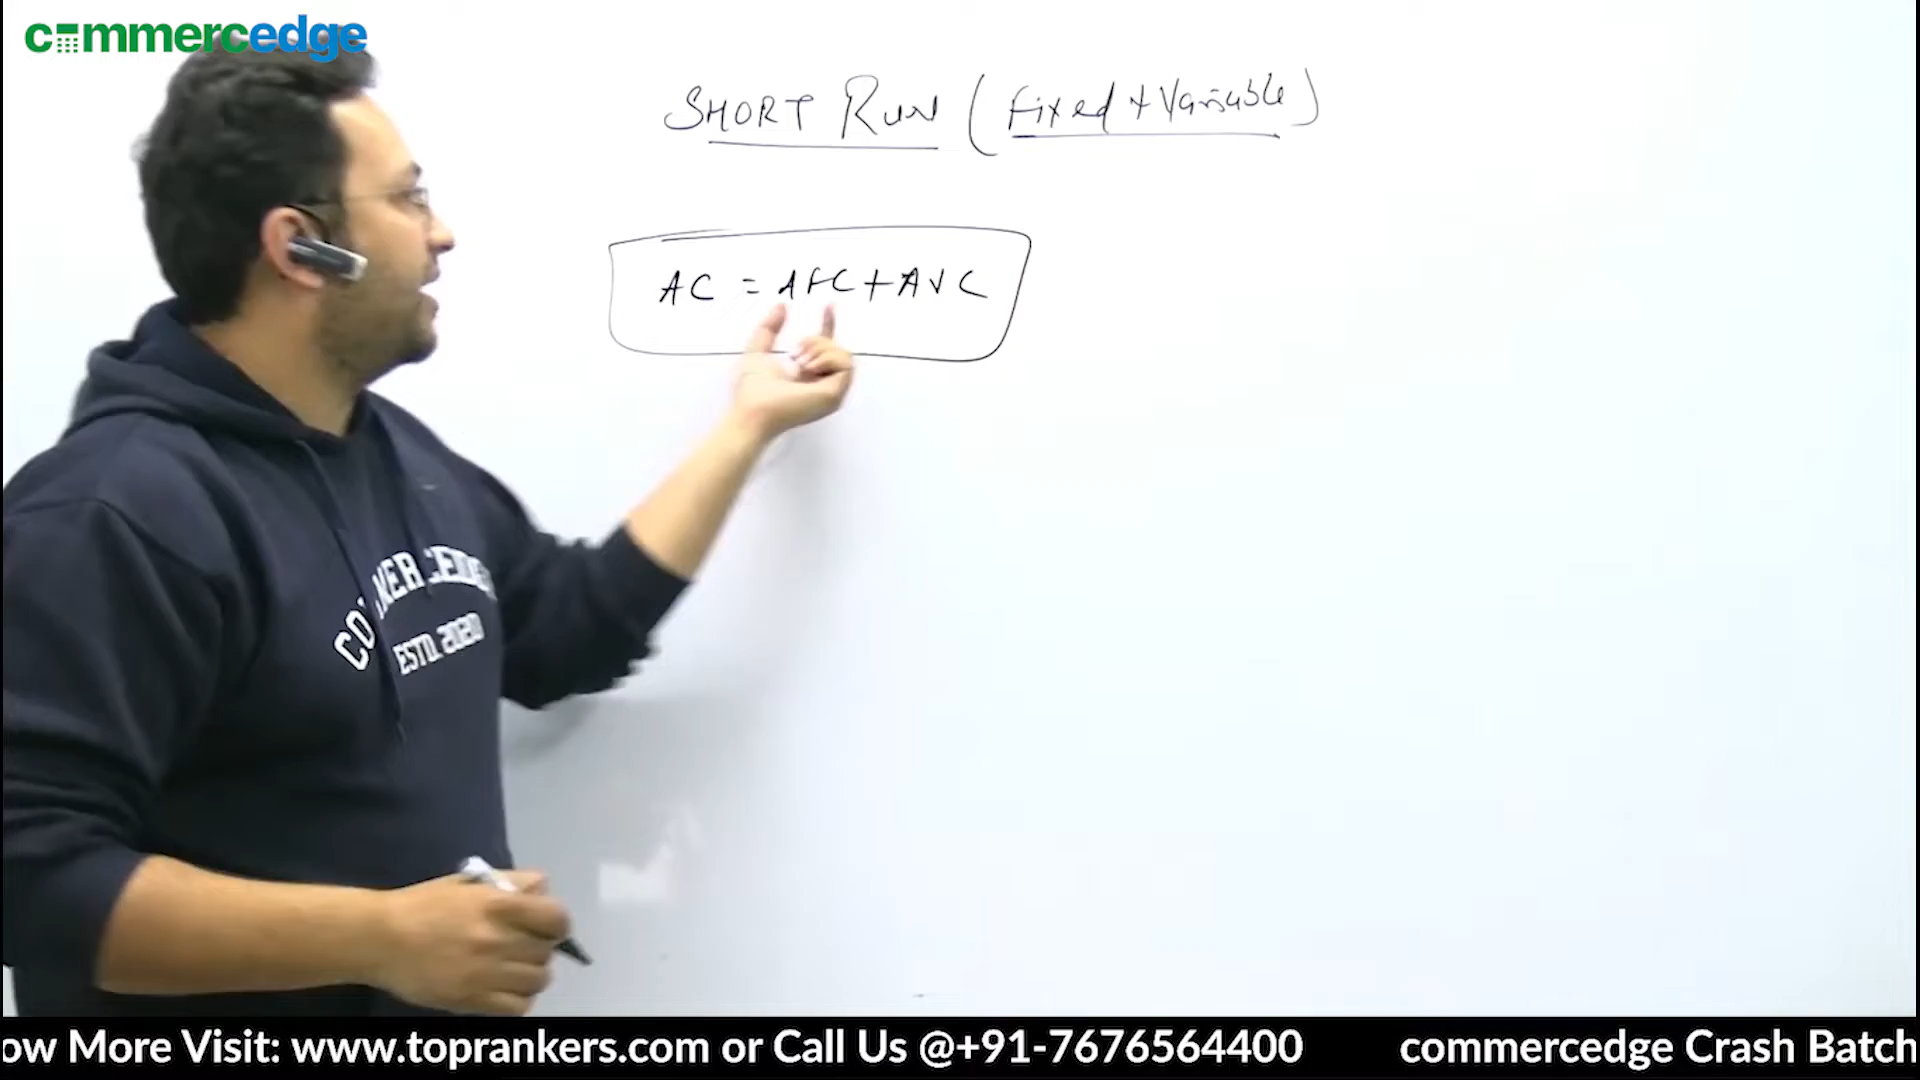 commercedge
SHORT RUN (fixed + Variable)
AC = AFC + AVC
COMMERCEDGE
ESTD. 2020
ow More Visit: www.toprankers.com or Call Us @+91-7676564400 commercedge Crash Batch